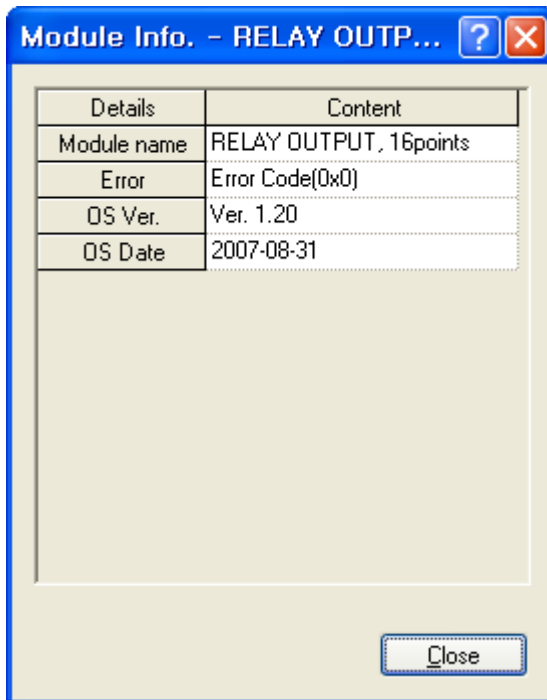 Module Info. - RELAY OUTP...
Details Content
Module name RELAY OUTPUT, 16points
Error Error Code(0x0)
OS Ver. Ver. 1.20
OS Date 2007-08-31
Close